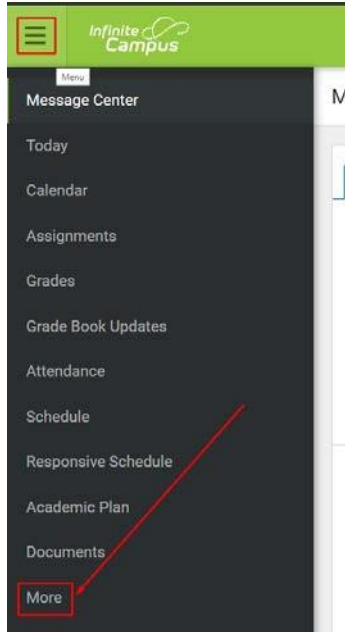 Infinite
Campus
Menu
Message Center
M
Today
Calendar
Assignments
Grades
Grade Book Updates
Attendance
Schedule
Responsive Schedule
Academic Plan
Documents
More